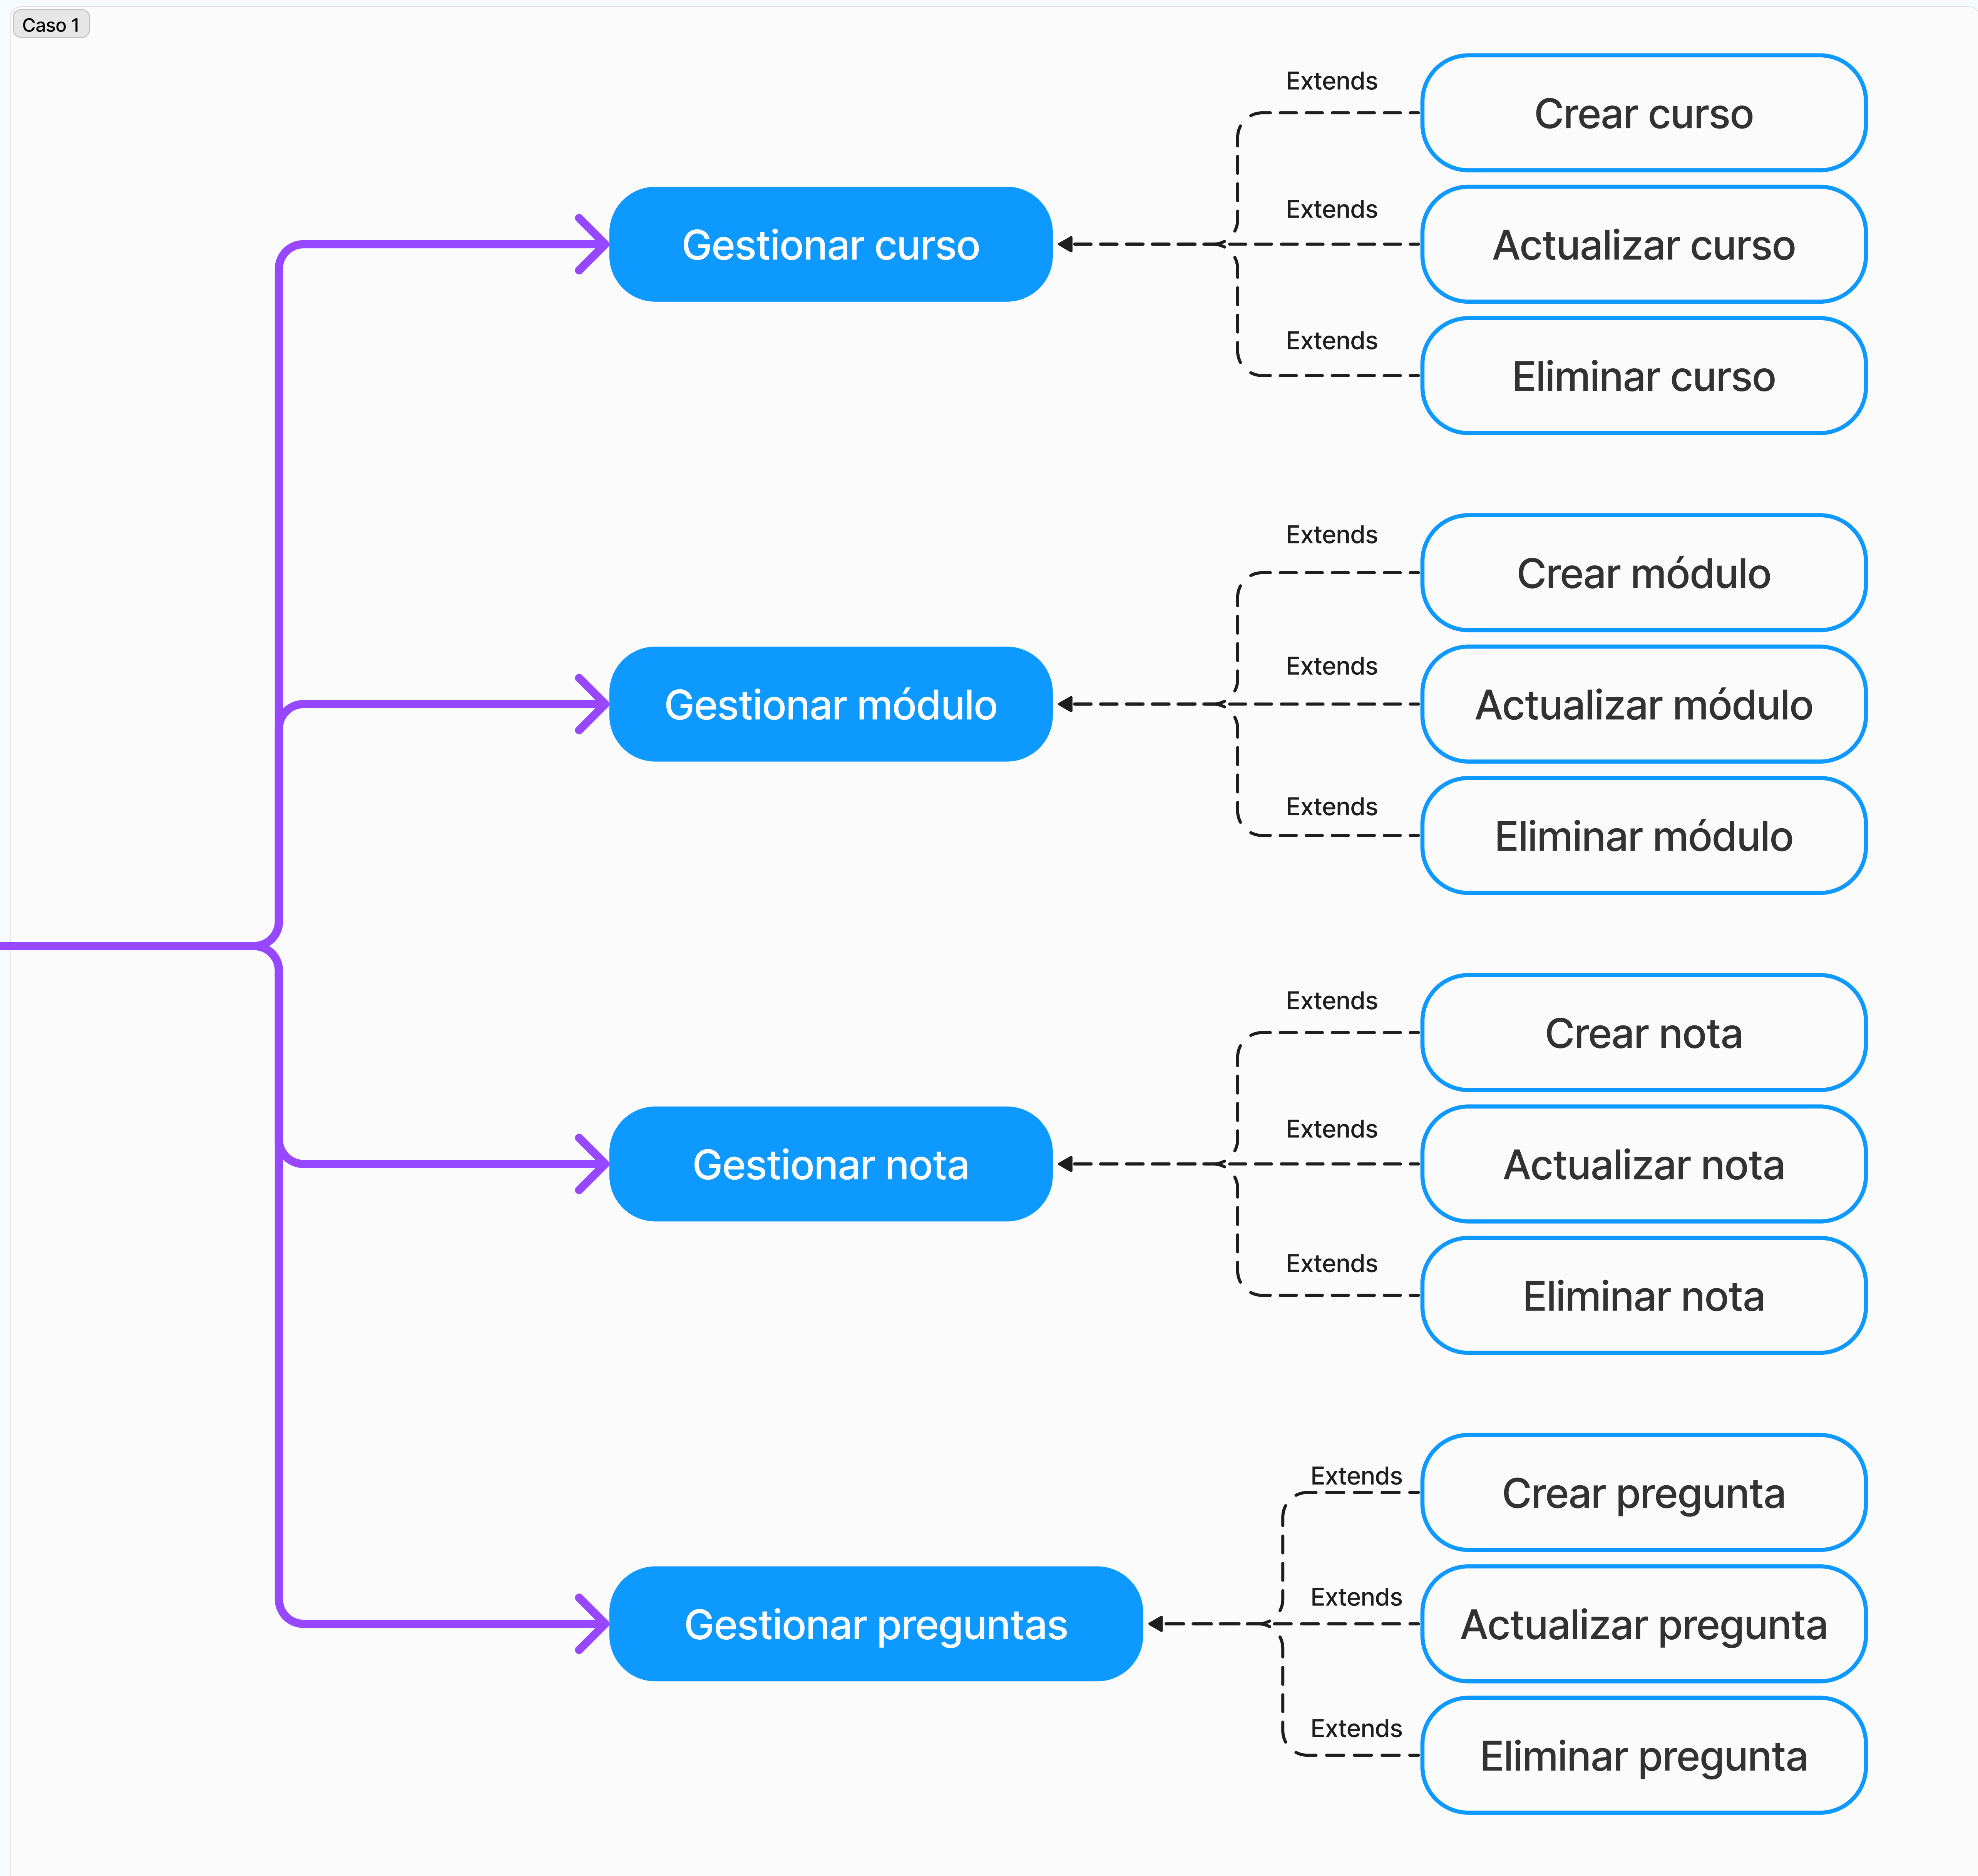 Caso 1
Extends
Crear curso
Extends
Gestionar curso
Actualizar curso
Extends
Eliminar curso
Extends
Crear módulo
Extends
Gestionar módulo
Actualizar módulo
Extends
Eliminar módulo
Extends
Crear nota
Extends
Gestionar nota
Actualizar nota
Extends
Eliminar nota
Extends
Crear pregunta
Extends
Gestionar preguntas
Actualizar pregunta
Extends
Eliminar pregunta